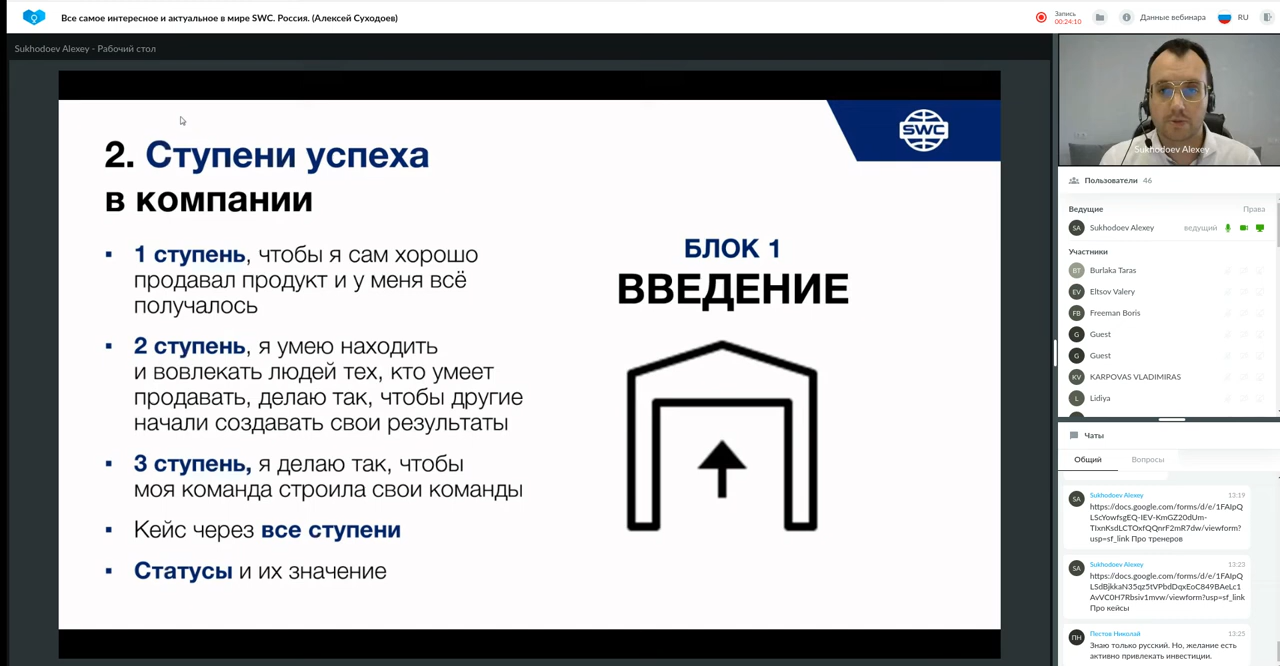 Все самое интересное и актуальное в мире SWC. Россия. (Алексей Суходоев)
Запись
00:24:10
Данные вебинара
RU
Sukhodoev Alexey - Рабочий стол
SWC
2. Ступени успеха
в компании
▪ 1 ступень, чтобы я сам хорошо
продавал продукт и у меня всё
получалось
▪ 2 ступень, я умею находить
и вовлекать людей тех, кто умеет
продавать, делаю так, чтобы другие
начали создавать свои результаты
▪ 3 ступень, я делаю так, чтобы
моя команда строила свои команды
▪ Кейс через все ступени
▪ Статусы и их значение
БЛОК 1
ВВЕДЕНИЕ
Sukhodoev Alexey
Пользователи 46
Ведущие Права
SA Sukhodoev Alexey ведущий
Участники
BT Burlaka Taras
EV Eltsov Valery
FB Freeman Boris
G Guest
G Guest
KV KARPOVAS VLADIMIRAS
L Lidiya
Чаты
Общий Вопросы
SA Sukhodoev Alexey 13:19
https://docs.google.com/forms/d/e/1FAIpQ
LScYowfsgEQ-IEV-KmGZ20dUm-
TIxnKsdLCTOxfQQnrF2mR7dw/viewform?
usp=sf_link Про тренеров
SA Sukhodoev Alexey 13:23
https://docs.google.com/forms/d/e/1FAIpQ
LSdBjkkaN35qz5tVPbdDqxEoC849BAeLc1
AvVC0H7Rbsiv1mvw/viewform?usp=sf_link
Про кейсы
ПН Пестов Николай 13:25
Знаю только русский. Но, желание есть
активно привлекать инвестиции.